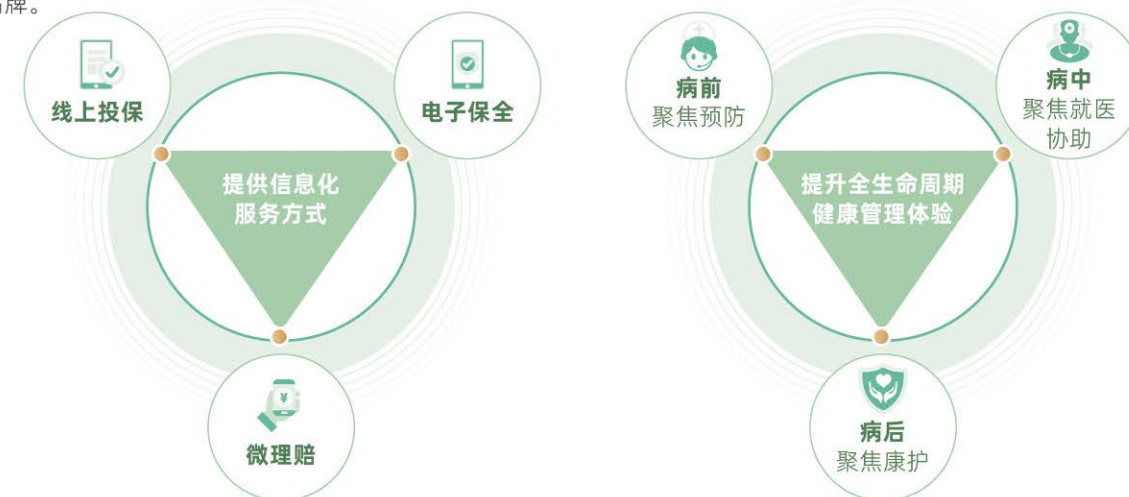 牌。
线上投保
电子保全
提供信息化
服务方式
微理赔
病前
聚焦预防
病中
聚焦就医
协助
提升全生命周期
健康管理体验
病后
聚焦康护